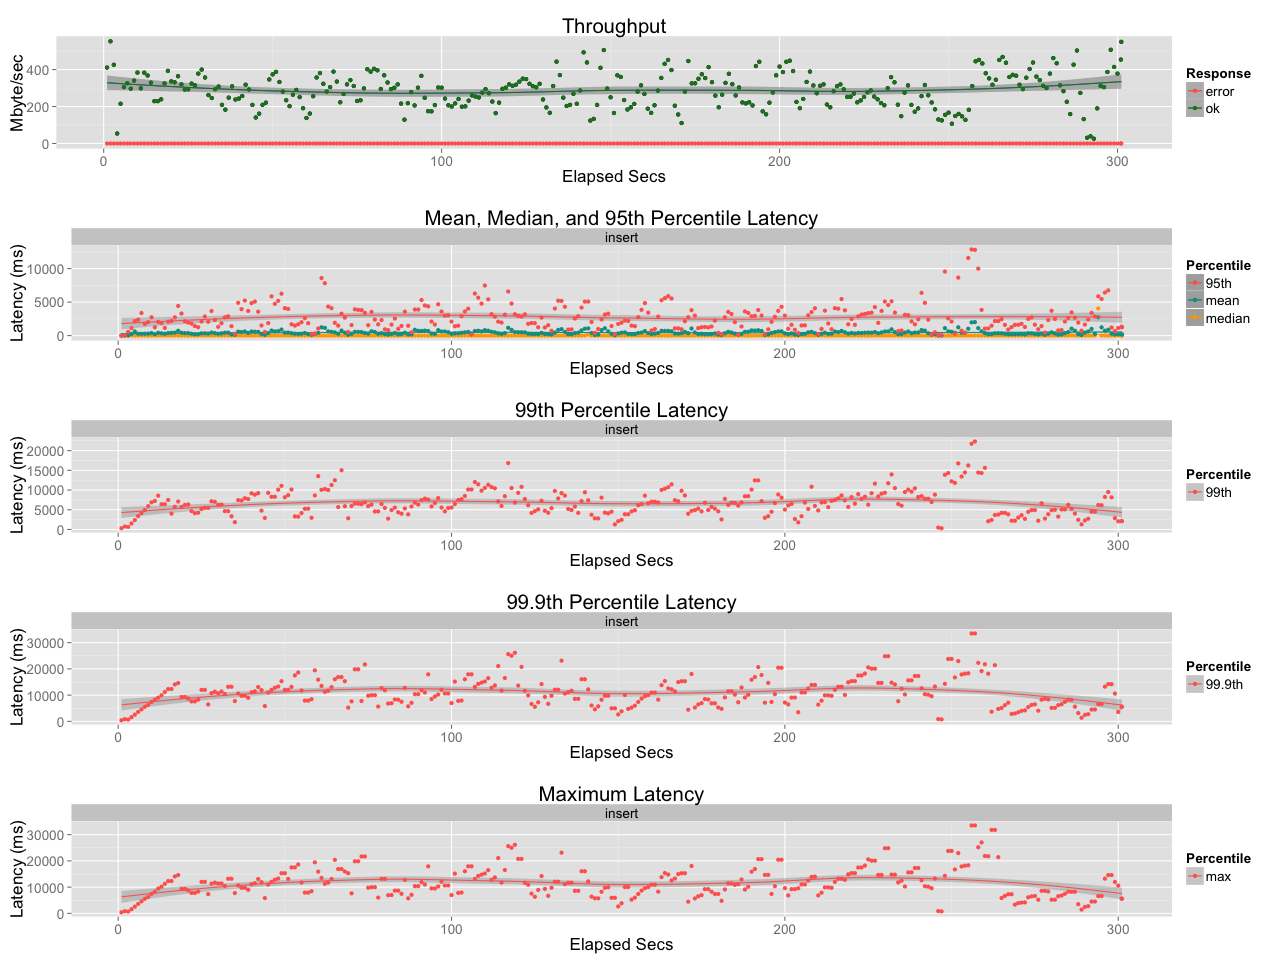 Throughput
Mbyte/sec
400
200
0
0 100 200 300
Elapsed Secs
Response
error
ok
Mean, Median, and 95th Percentile Latency
insert
Latency (ms)
10000
5000
0
0 100 200 300
Elapsed Secs
Percentile
95th
mean
median
99th Percentile Latency
insert
Latency (ms)
20000
15000
10000
5000
0
0 100 200 300
Elapsed Secs
Percentile
99th
99.9th Percentile Latency
insert
Latency (ms)
30000
20000
10000
0
0 100 200 300
Elapsed Secs
Percentile
99.9th
Maximum Latency
insert
Latency (ms)
30000
20000
10000
0
0 100 200 300
Elapsed Secs
Percentile
max